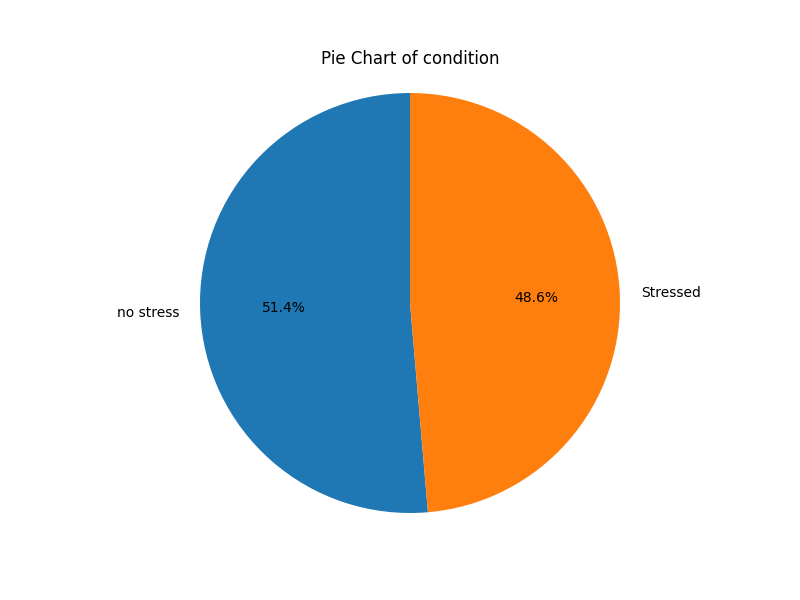 Pie Chart of condition
Stressed
48.6%
51.4%
no stress